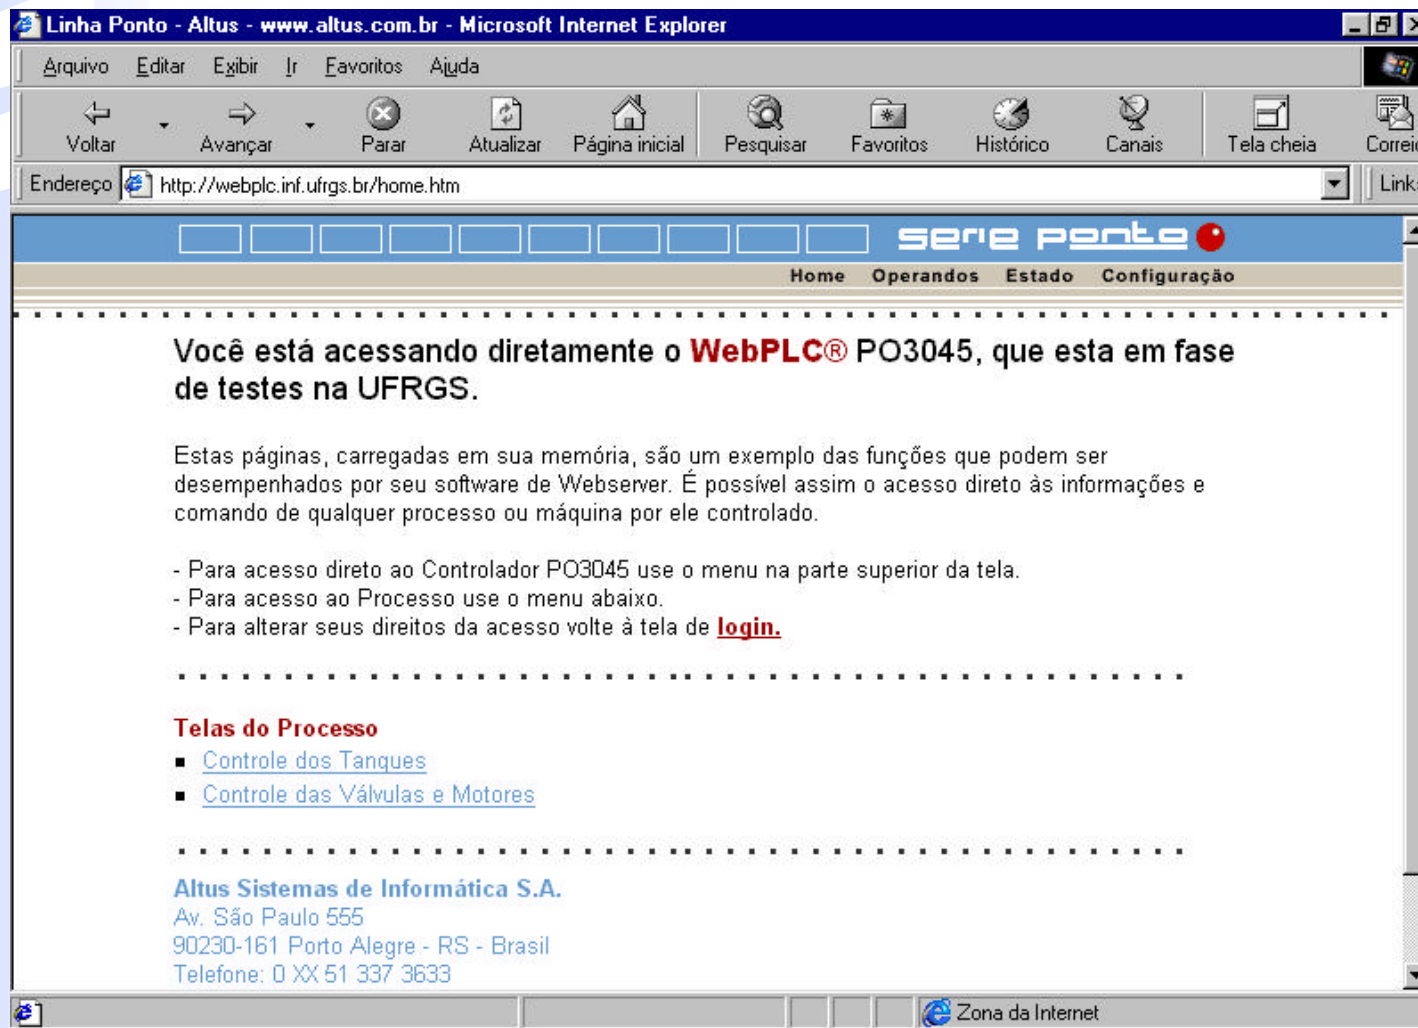 Linha Ponto - Altus - www.altus.com.br - Microsoft Internet Explorer
Arquivo Editar Exibir Ir Favoritos Ajuda
Voltar Avançar Parar Atualizar Página inicial Pesquisar Favoritos Histórico Canais Tela cheia Correio
Endereço http://webplc.inf.ufrgs.br/home.htm Links
serie ponto
Home Operandos Estado Configuração
Você está acessando diretamente o WebPLC® PO3045, que esta em fase
de testes na UFRGS.
Estas páginas, carregadas em sua memória, são um exemplo das funções que podem ser
desempenhados por seu software de Webserver. É possível assim o acesso direto às informações e
comando de qualquer processo ou máquina por ele controlado.
- Para acesso direto ao Controlador PO3045 use o menu na parte superior da tela.
- Para acesso ao Processo use o menu abaixo.
- Para alterar seus direitos da acesso volte à tela de login.
Telas do Processo
Controle dos Tanques
Controle das Válvulas e Motores
Altus Sistemas de Informática S.A.
Av. São Paulo 555
90230-161 Porto Alegre - RS - Brasil
Telefone: 0 XX 51 337 3633
Zona da Internet